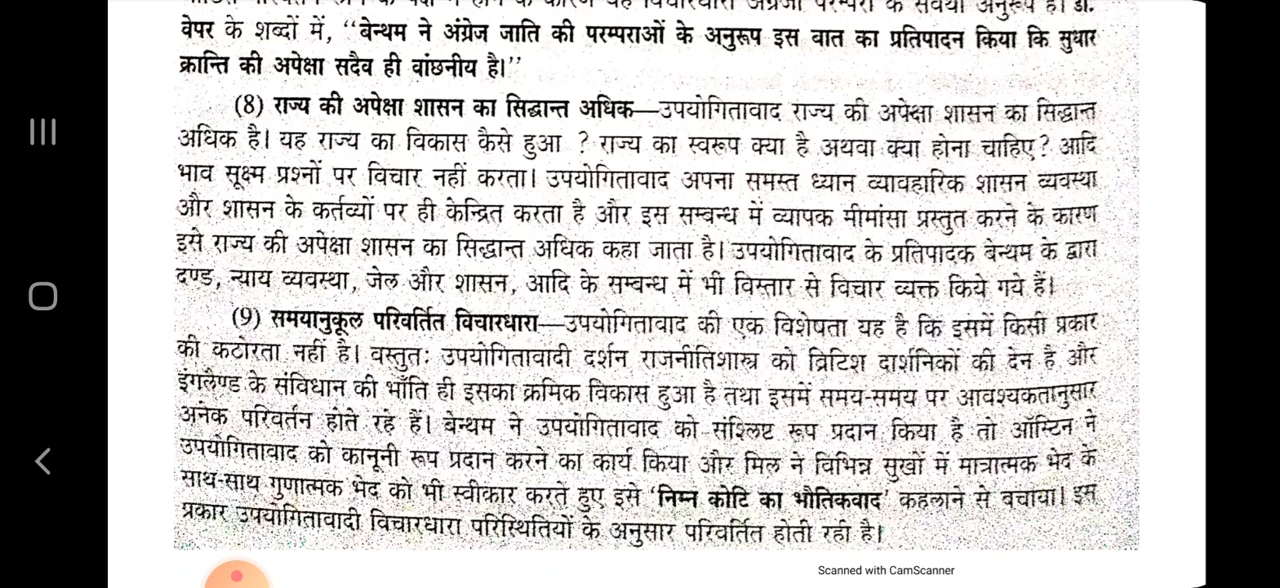 वेपर के शब्दों में, ‘‘बेन्थम ने अंग्रेज जाति की परम्पराओं के अनुरूप इस बात का प्रतिपादन किया कि सुधार
क्रान्ति की अपेक्षा सदैव ही वांछनीय है।’’
(8) राज्य की अपेक्षा शासन का सिद्धान्त अधिक—उपयोगितावाद राज्य की अपेक्षा शासन का सिद्धान्त
अधिक है। यह राज्य का विकास कैसे हुआ ? राज्य का स्वरूप क्या है अथवा क्या होना चाहिए? आदि
भाव सूक्ष्म प्रश्नों पर विचार नहीं करता। उपयोगितावाद अपना समस्त ध्यान व्यावहारिक शासन व्यवस्था
और शासन के कर्तव्यों पर ही केन्द्रित करता है और इस सम्बन्ध में व्यापक मीमांसा प्रस्तुत करने के कारण
इसे राज्य की अपेक्षा शासन का सिद्धान्त अधिक कहा जाता है। उपयोगितावाद के प्रतिपादक बेन्थम के द्वारा
दण्ड, न्याय व्यवस्था, जेल और शासन, आदि के सम्बन्ध में भी विस्तार से विचार व्यक्त किये गये हैं।
(9) समयानुकूल परिवर्तित विचारधारा—उपयोगितावाद की एक विशेषता यह है कि इसमें किसी प्रकार
की कठोरता नहीं है। वस्तुतः उपयोगितावादी दर्शन राजनीतिशास्त्र को ब्रिटिश दार्शनिकों की देन है और
इंगलैण्ड के संविधान की भाँति ही इसका क्रमिक विकास हुआ है तथा इसमें समय-समय पर आवश्यकतानुसार
अनेक परिवर्तन होते रहे हैं। बेन्थम ने उपयोगितावाद को संश्लिष्ट रूप प्रदान किया है तो ऑस्टिन ने
उपयोगितावाद को कानूनी रूप प्रदान करने का कार्य किया और मिल ने विभिन्न सुखों में मात्रात्मक भेद के
साथ-साथ गुणात्मक भेद को भी स्वीकार करते हुए इसे ‘निम्न कोटि का भौतिकवाद’ कहलाने से बचाया। इस
प्रकार उपयोगितावादी विचारधारा परिस्थितियों के अनुसार परिवर्तित होती रही है।
Scanned with CamScanner